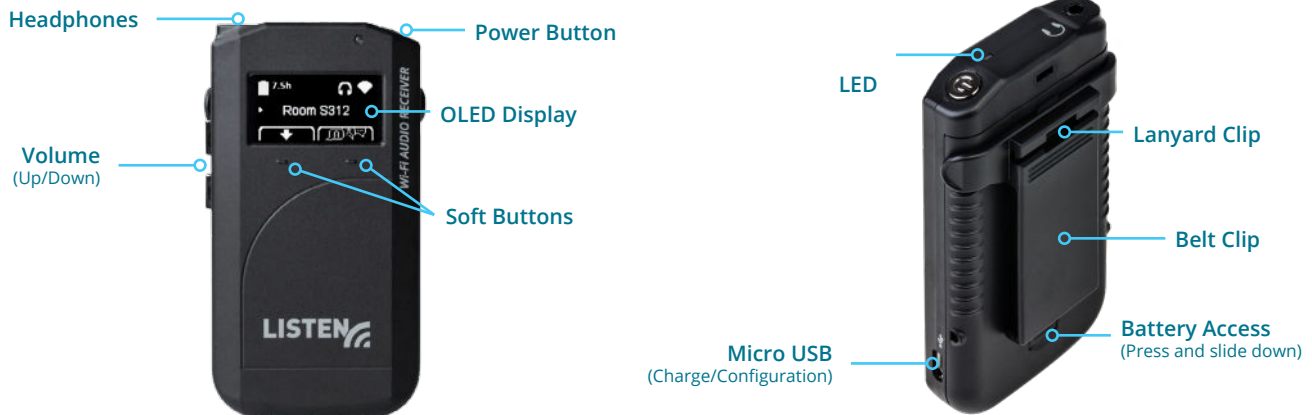 Headphones
Power Button
7.5h
Room S312
OLED Display
Wi-Fi AUDIO RECEIVER
Volume
(Up/Down)
Soft Buttons
LISTEN
LED
Lanyard Clip
Belt Clip
Battery Access
(Press and slide down)
Micro USB
(Charge/Configuration)